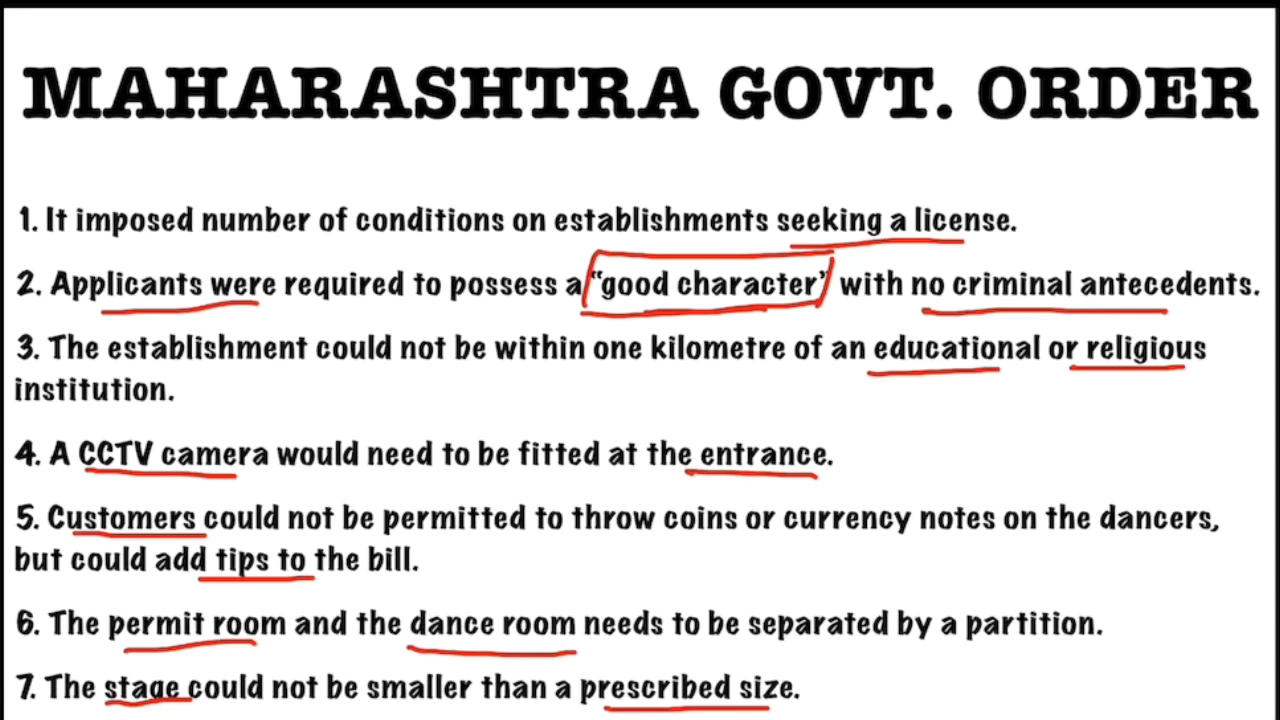 MAHARASHTRA GOVT. ORDER
1. It imposed number of conditions on establishments seeking a license.
2. Applicants were required to possess a “good character” with no criminal antecedents.
3. The establishment could not be within one kilometre of an educational or religious
institution.
4. A CCTV camera would need to be fitted at the entrance.
5. Customers could not be permitted to throw coins or currency notes on the dancers,
but could add tips to the bill.
6. The permit room and the dance room needs to be separated by a partition.
7. The stage could not be smaller than a prescribed size.